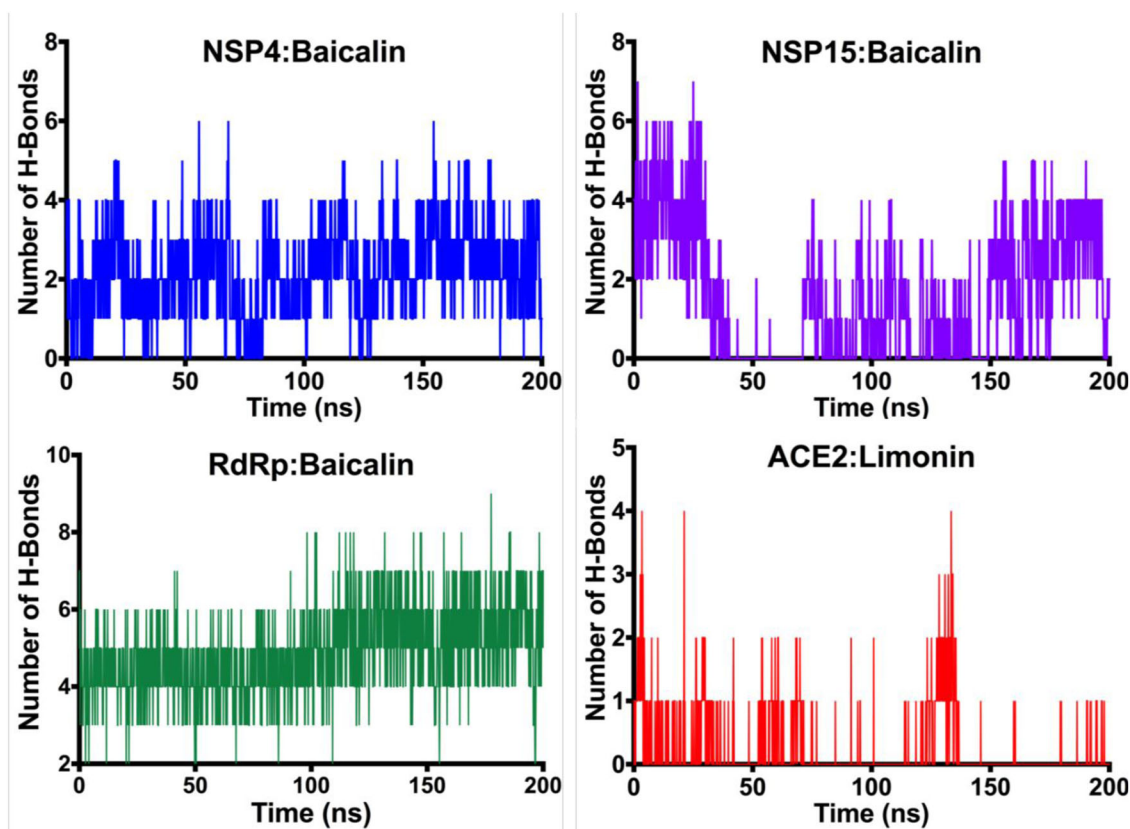 NSP4:Baicalin
Number of H-Bonds
8
6
4
2
0
0 50 100 150 200
Time (ns)
NSP15:Baicalin
Number of H-Bonds
8
6
4
2
0
0 50 100 150 200
Time (ns)
RdRp:Baicalin
Number of H-Bonds
10
8
6
4
2
0 50 100 150 200
Time (ns)
ACE2:Limonin
Number of H-Bonds
5
4
3
2
1
0
0 50 100 150 200
Time (ns)